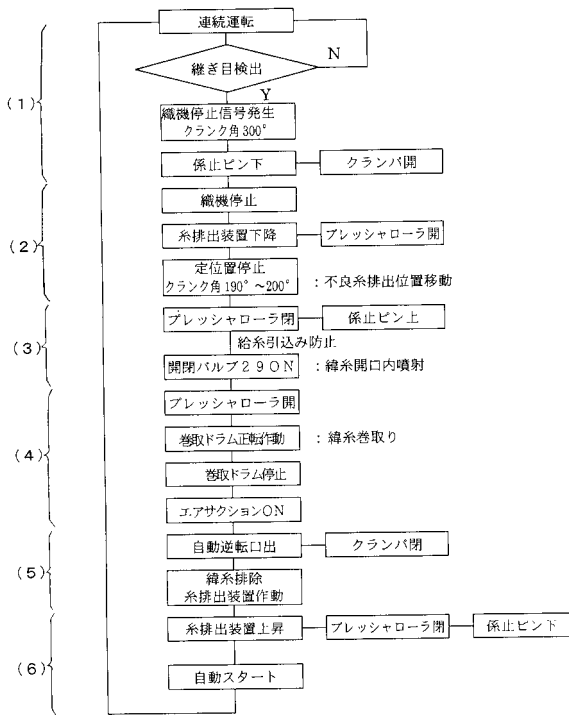 連続運転
N
継ぎ目検出
Y
(1)
織機停止信号発生
クランク角300°
係止ピン下
クランパ開
織機停止
(2)
糸排出装置下降
プレッシャローラ開
定位置停止
クランク角190°~200°
:不良糸排出位置移動
プレッシャローラ閉
係止ピン上
(3)
給糸引込み防止
開閉バルブ29ON
:緯糸開口内噴射
プレッシャローラ開
(4)
巻取ドラム正転作動
:緯糸巻取り
巻取ドラム停止
エアサクションON
自動逆転口出
クランパ閉
(5)
緯糸排除
糸排出装置作動
糸排出装置上昇
プレッシャローラ閉
係止ピン下
(6)
自動スタート